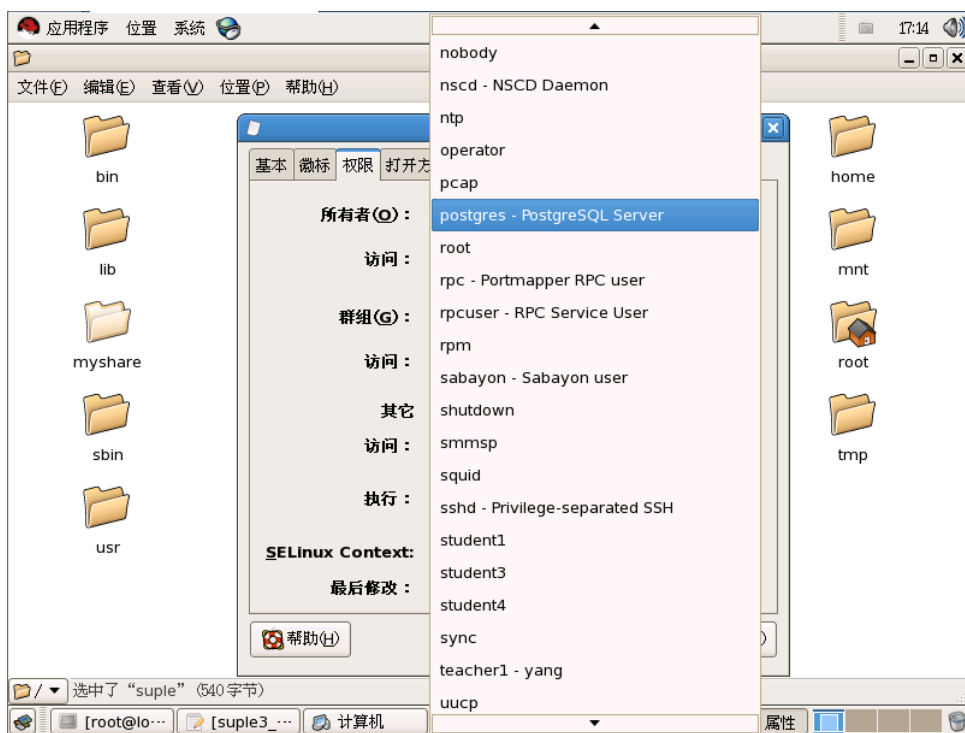 应用程序 位置 系统
17:14
文件(F) 编辑(E) 查看(V) 位置(P) 帮助(H)
bin
lib
myshare
sbin
usr
基本 徽标 权限 打开方
所有者(O)：
访问：
群组(G)：
访问：
其它
访问：
执行：
SELinux Context:
最后修改：
帮助(H)
nobody
nscd - NSCD Daemon
ntp
operator
pcap
postgres - PostgreSQL Server
root
rpc - Portmapper RPC user
rpcuser - RPC Service User
rpm
sabayon - Sabayon user
shutdown
smmsp
squid
sshd - Privilege-separated SSH
student1
student3
student4
sync
teacher1 - yang
uucp
home
mnt
root
tmp
/ 选中了“suple” (540 字节)
[root@lo··· [suple3_··· 计算机 属性